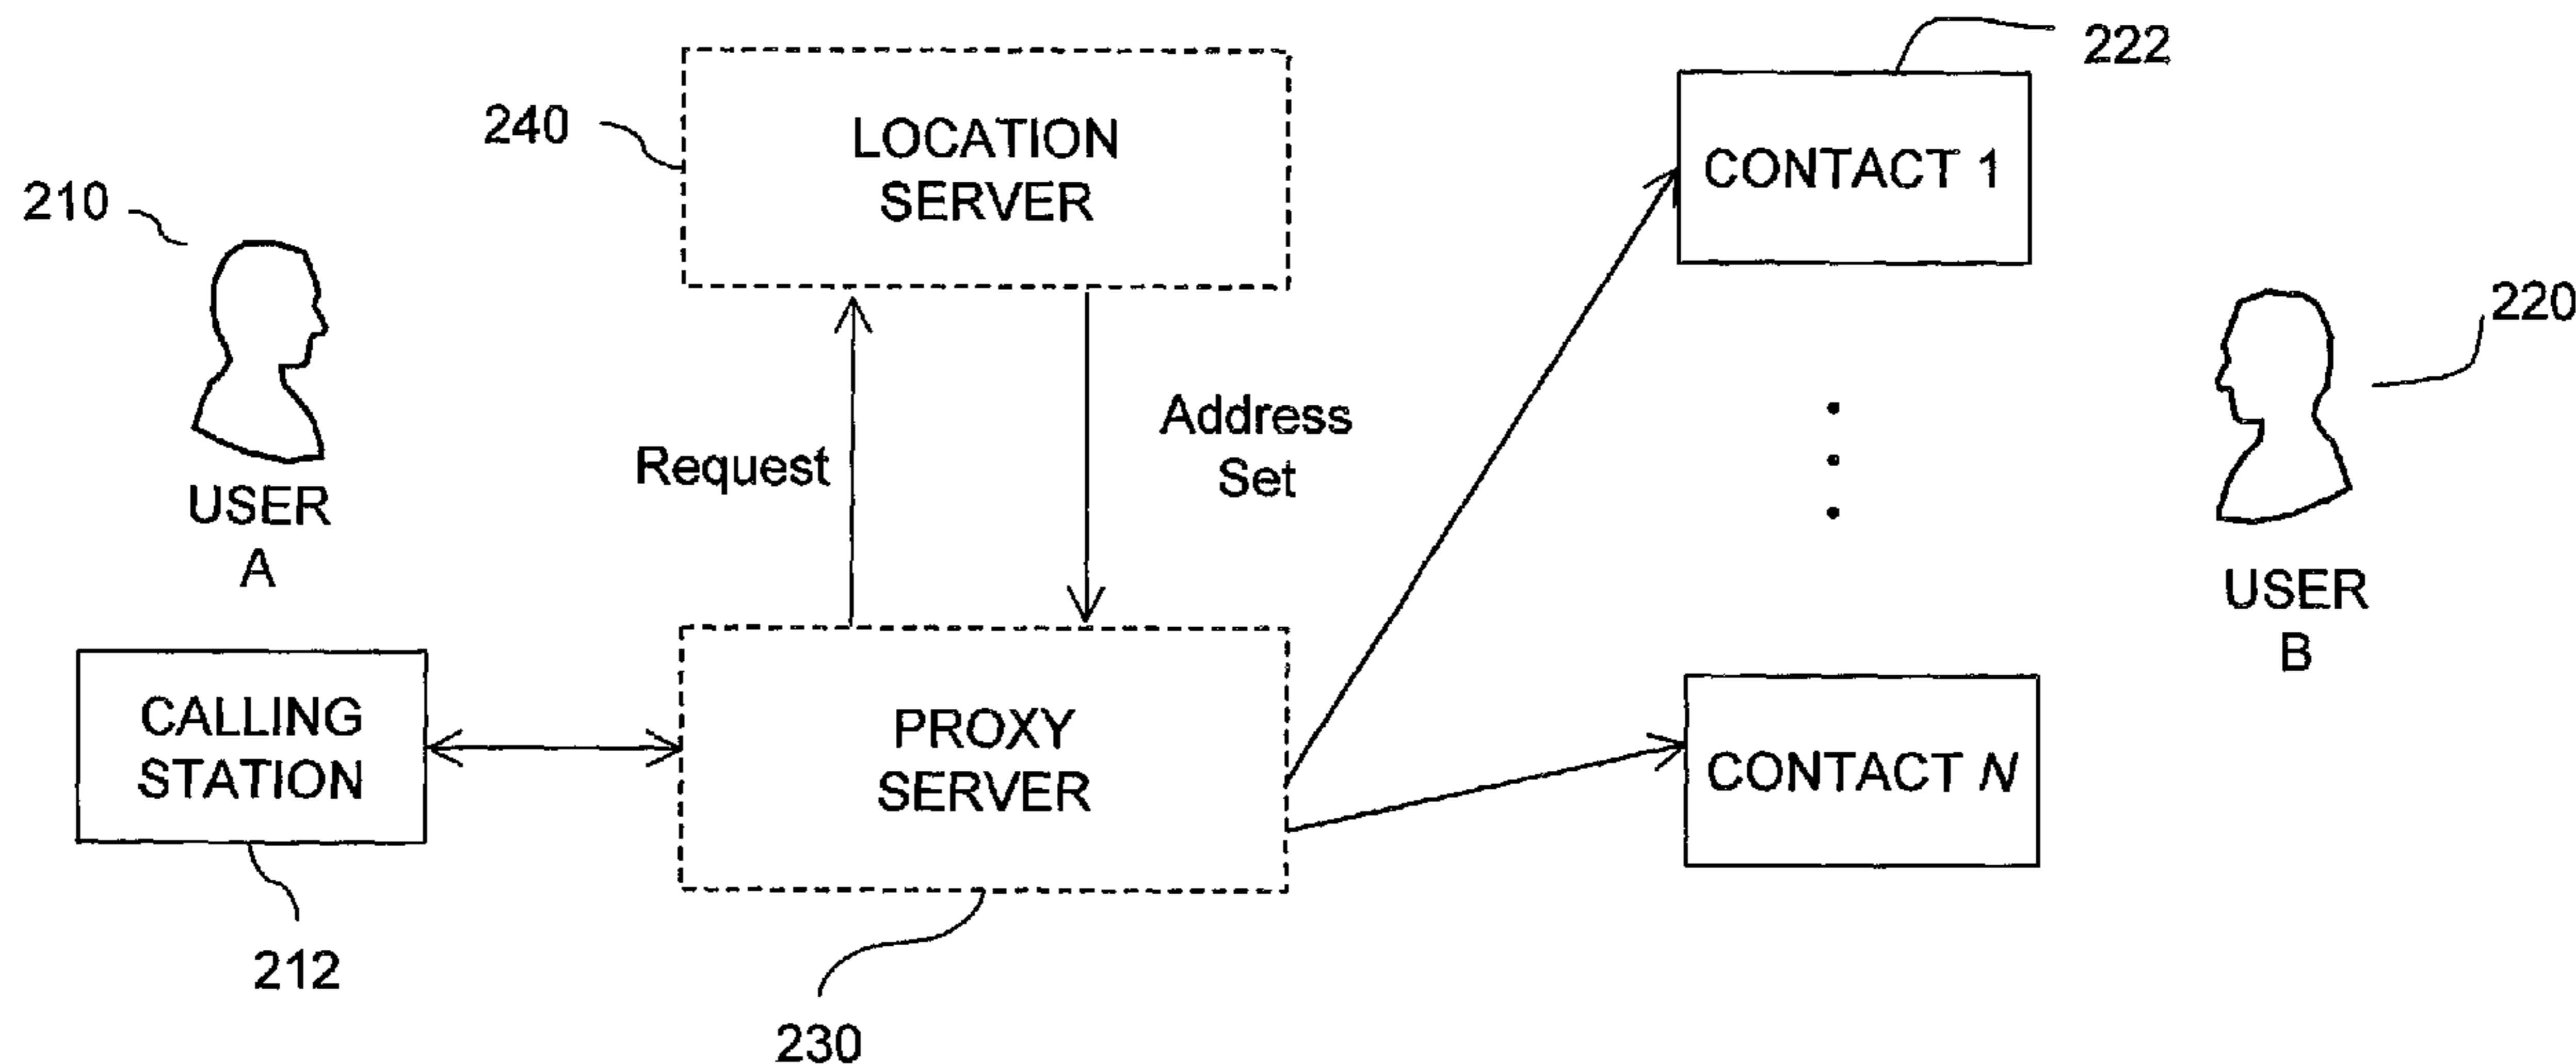 222
240
LOCATION
SERVER
CONTACT 1
210
220
Address
Set
Request
USER
A
USER
B
CALLING
STATION
PROXY
SERVER
CONTACT N
212
230